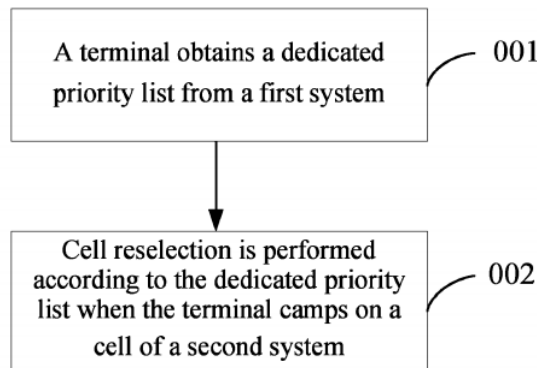 A terminal obtains a dedicated
priority list from a first system
001
Cell reselection is performed
according to the dedicated priority
list when the terminal camps on a
cell of a second system
002